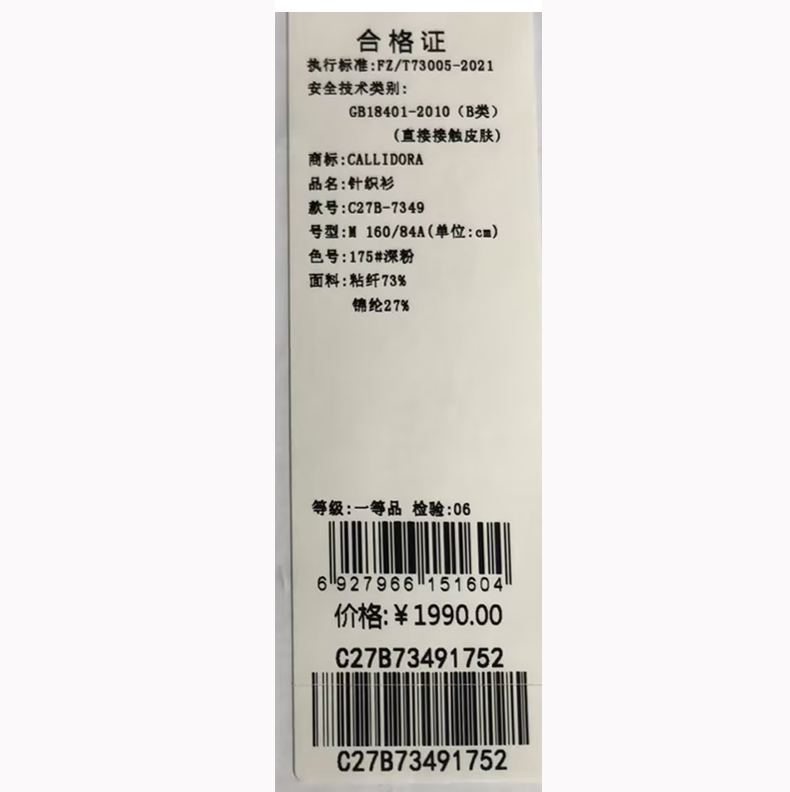 合格证
执行标准:FZ/T73005-2021
安全技术类别:
GB18401-2010（B类）
(直接接触皮肤)
商标:CALLIDORA
品名:针织衫
款号:C27B-7349
号型:M 160/84A(单位:cm)
色号:175#深粉
面料:粘纤73%
锦纶27%
等级:一等品 检验:06
6 927966 151604
价格:￥1990.00
C27B73491752
C27B73491752